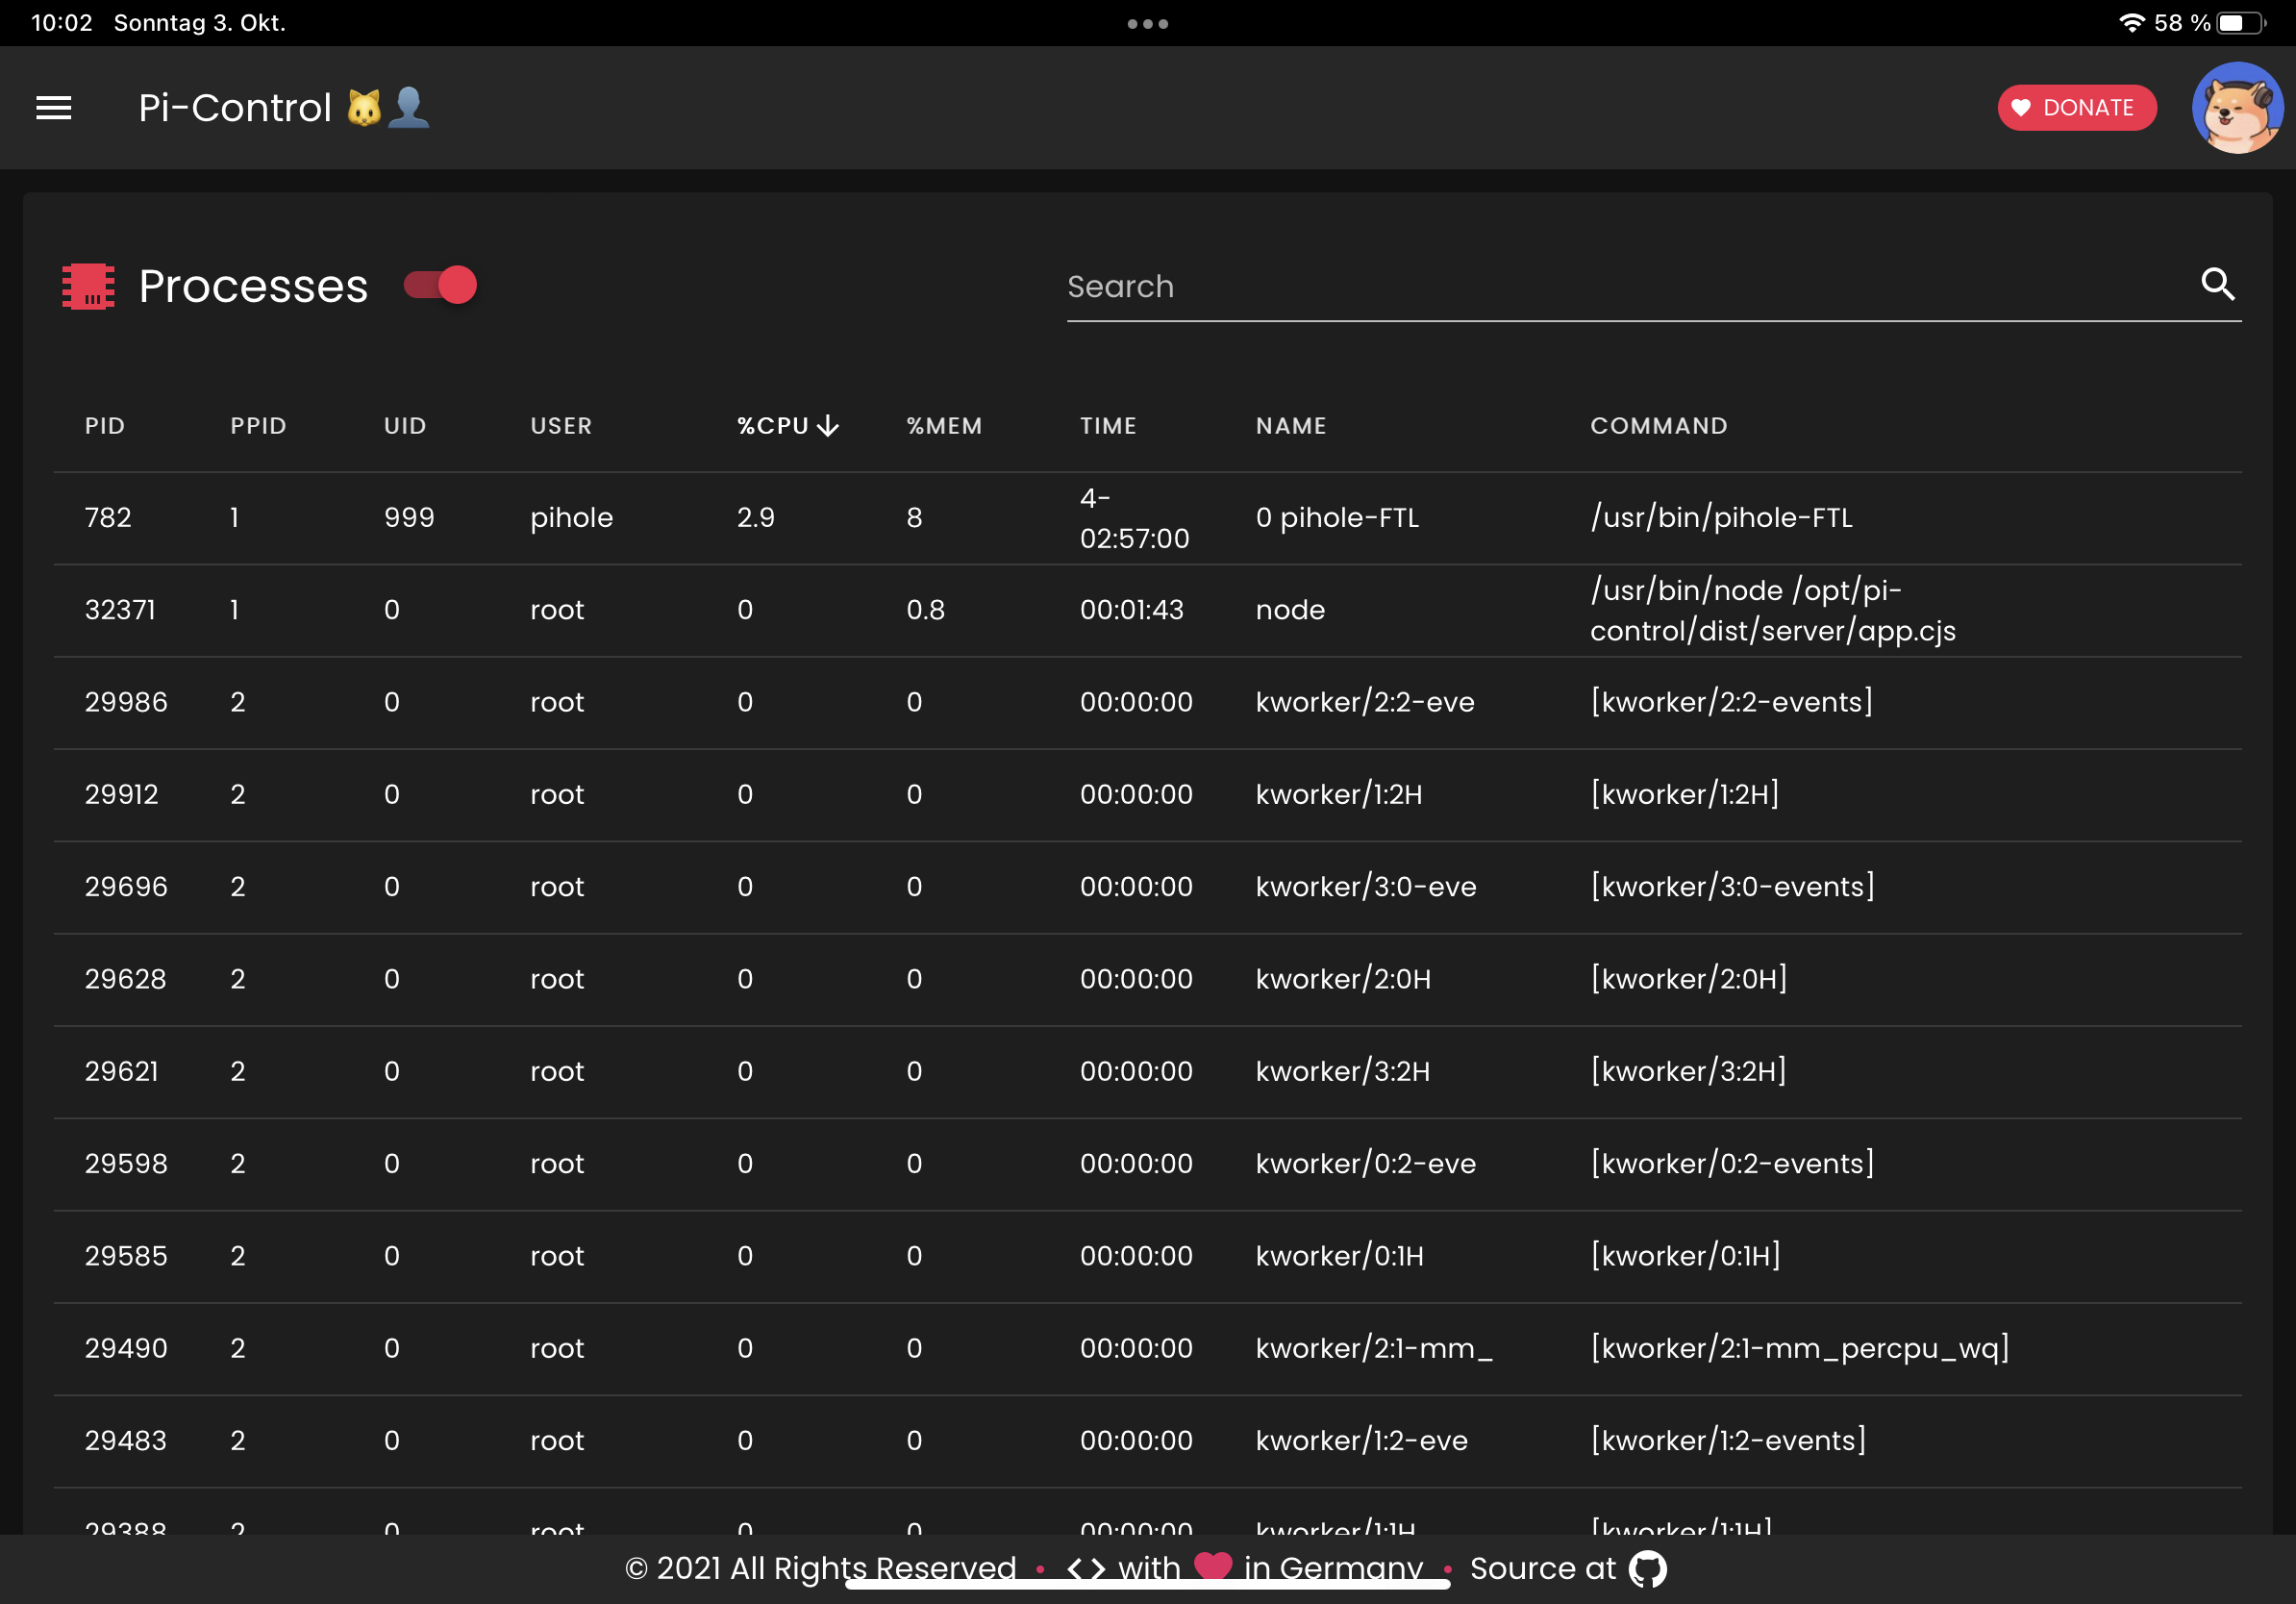 10:02 Sonntag 3. Okt. 58 %
Pi-Control DONATE
Processes Search
PID PPID UID USER %CPU %MEM TIME NAME COMMAND
782 1 999 pihole 2.9 8 4-02:57:00 0 pihole-FTL /usr/bin/pihole-FTL
32371 1 0 root 0 0.8 00:01:43 node /usr/bin/node /opt/pi-control/dist/server/app.cjs
29986 2 0 root 0 0 00:00:00 kworker/2:2-eve [kworker/2:2-events]
29912 2 0 root 0 0 00:00:00 kworker/1:2H [kworker/1:2H]
29696 2 0 root 0 0 00:00:00 kworker/3:0-eve [kworker/3:0-events]
29628 2 0 root 0 0 00:00:00 kworker/2:0H [kworker/2:0H]
29621 2 0 root 0 0 00:00:00 kworker/3:2H [kworker/3:2H]
29598 2 0 root 0 0 00:00:00 kworker/0:2-eve [kworker/0:2-events]
29585 2 0 root 0 0 00:00:00 kworker/0:1H [kworker/0:1H]
29490 2 0 root 0 0 00:00:00 kworker/2:1-mm_ [kworker/2:1-mm_percpu_wq]
29483 2 0 root 0 0 00:00:00 kworker/1:2-eve [kworker/1:2-events]
29388 2 0 root 0 0 00:00:00 kworker/1:1H [kworker/1:1H]
© 2021 All Rights Reserved • <> with in Germany • Source at